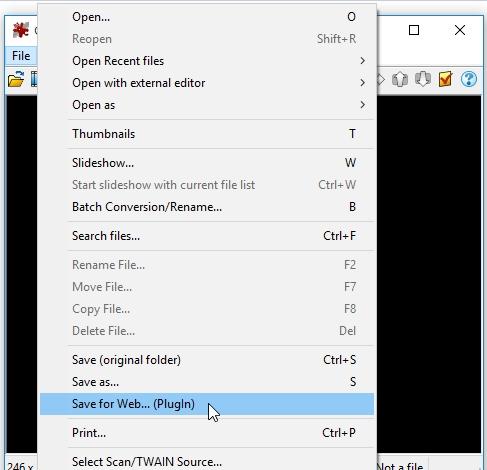 File
Open... O
Reopen Shift+R
Open Recent files
Open with external editor
Open as
Thumbnails T
Slideshow... W
Start slideshow with current file list Ctrl+W
Batch Conversion/Rename... B
Search files... Ctrl+F
Rename File... F2
Move File... F7
Copy File... F8
Delete File... Del
Save (original folder) Ctrl+S
Save as... S
Save for Web... (PlugIn)
Print... Ctrl+P
Select Scan/TWAIN Source...
246 x Not a file